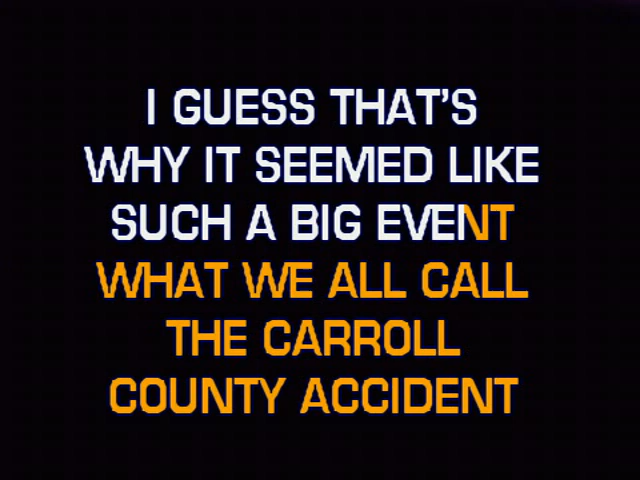 I GUESS THAT'S
WHY IT SEEMED LIKE
SUCH A BIG EVENT
WHAT WE ALL CALL
THE CARROLL
COUNTY ACCIDENT